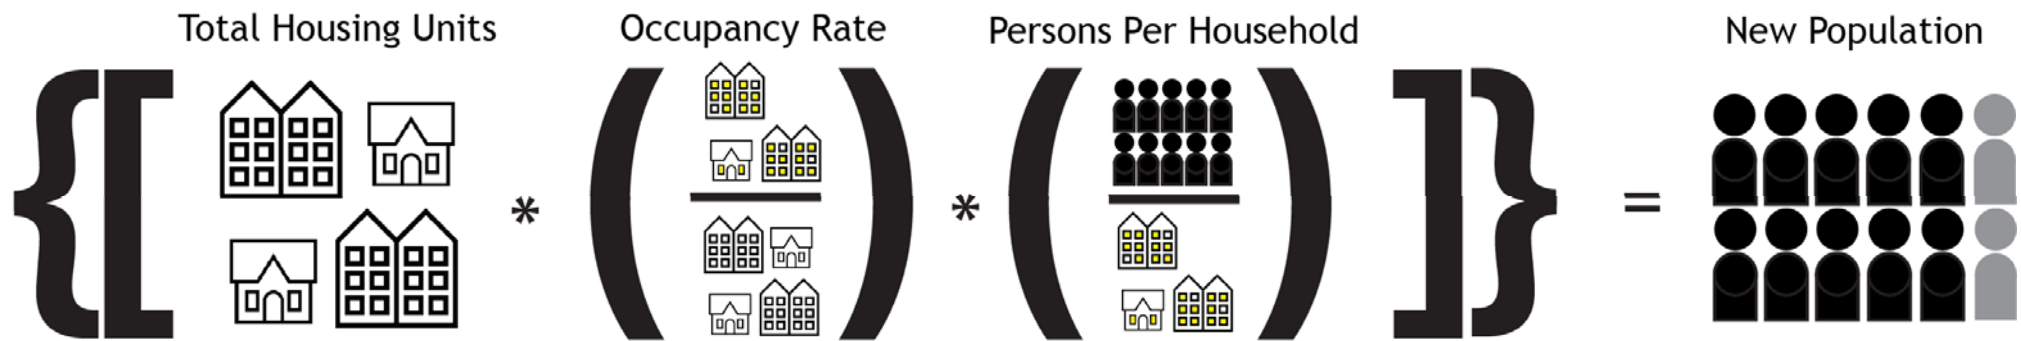 Total Housing Units
Occupancy Rate
Persons Per Household
New Population
* * =